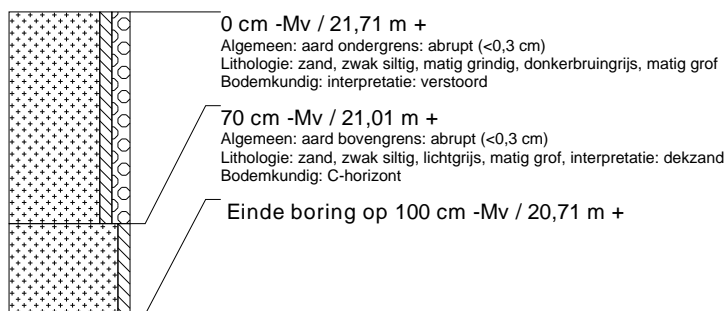 0 cm -Mv / 21,71 m +
Algemeen: aard ondergrens: abrupt (<0,3 cm)
Lithologie: zand, zwak siltig, matig grindig, donkerbruingrijs, matig grof
Bodemkundig: interpretatie: verstoord
70 cm -Mv / 21,01 m +
Algemeen: aard bovengrens: abrupt (<0,3 cm)
Lithologie: zand, zwak siltig, lichtgrijs, matig grof, interpretatie: dekzand
Bodemkundig: C-horizont
Einde boring op 100 cm -Mv / 20,71 m +